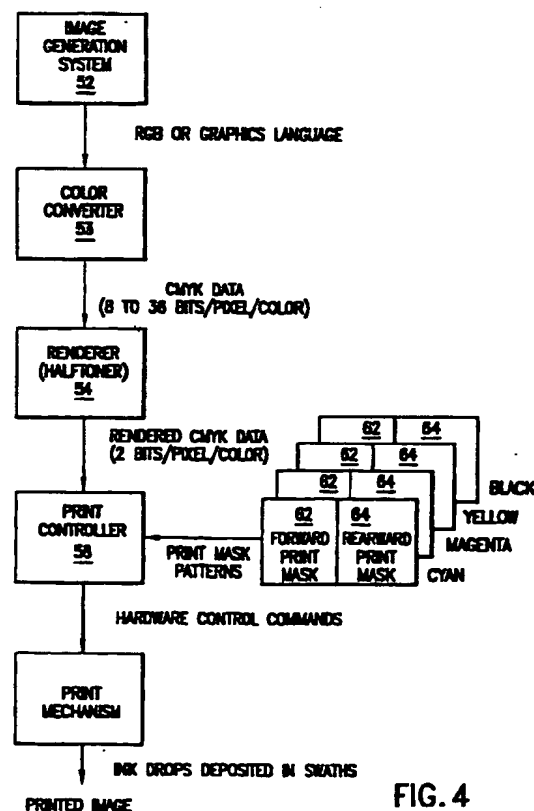 IMAGE
GENERATION
SYSTEM
52
RGB OR GRAPHICS LANGUAGE
COLOR
CONVERTER
53
CMYK DATA
(8 TO 36 BITS/PIXEL/COLOR)
RENDERER
(HALFTONER)
54
RENDERED CMYK DATA
(2 BITS/PIXEL/COLOR)
PRINT
CONTROLLER
58
PRINT MASK
PATTERNS
62 64
BLACK
62 64
YELLOW
62 64
MAGENTA
62 64
FORWARD
PRINT
MASK
REARWARD
PRINT
MASK
CYAN
HARDWARE CONTROL COMMANDS
PRINT
MECHANISM
INK DROPS DEPOSITED IN SWATHS
PRINTED IMAGE
FIG. 4